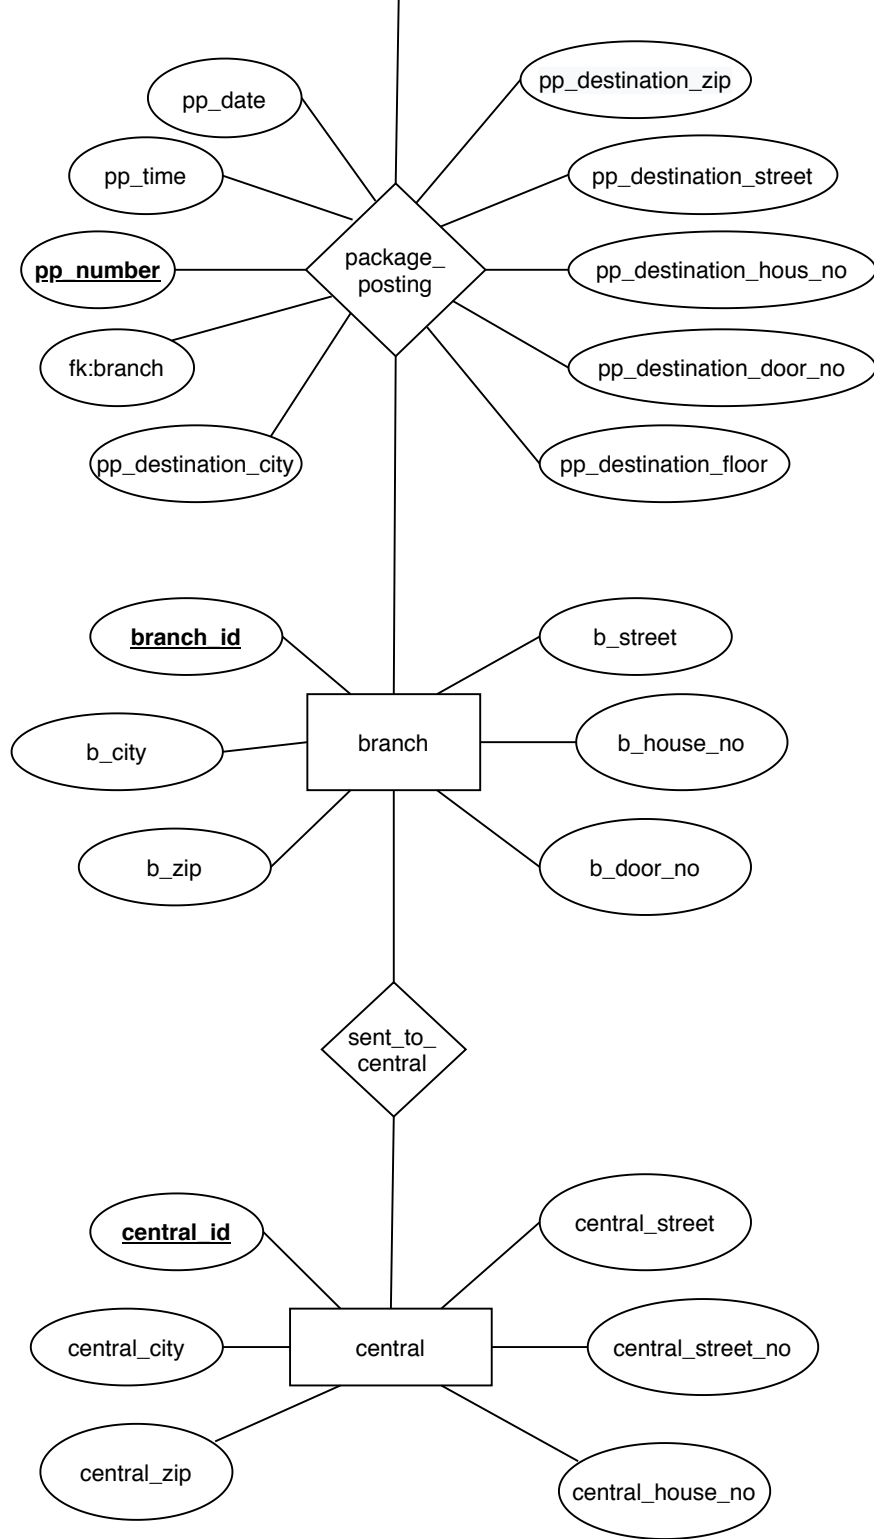 pp_date
pp_destination_zip
pp_time
pp_destination_street
pp_number
package_
posting
pp_destination_hous_no
fk:branch
pp_destination_door_no
pp_destination_city
pp_destination_floor
branch_id
b_street
b_city
branch
b_house_no
b_zip
b_door_no
sent_to_
central
central_id
central_street
central_city
central
central_street_no
central_zip
central_house_no